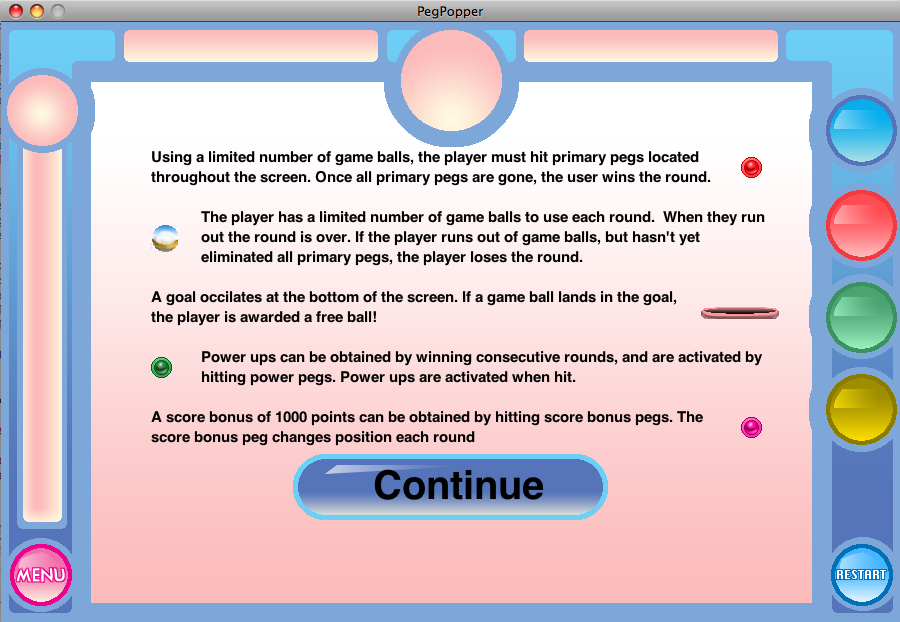 PegPopper
Using a limited number of game balls, the player must hit primary pegs located
throughout the screen. Once all primary pegs are gone, the user wins the round.
The player has a limited number of game balls to use each round.  When they run
out the round is over. If the player runs out of game balls, but hasn't yet
eliminated all primary pegs, the player loses the round.
A goal occilates at the bottom of the screen. If a game ball lands in the goal,
the player is awarded a free ball!
Power ups can be obtained by winning consecutive rounds, and are activated by
hitting power pegs. Power ups are activated when hit.
A score bonus of 1000 points can be obtained by hitting score bonus pegs. The
score bonus peg changes position each round
Continue
MENU
RESTART